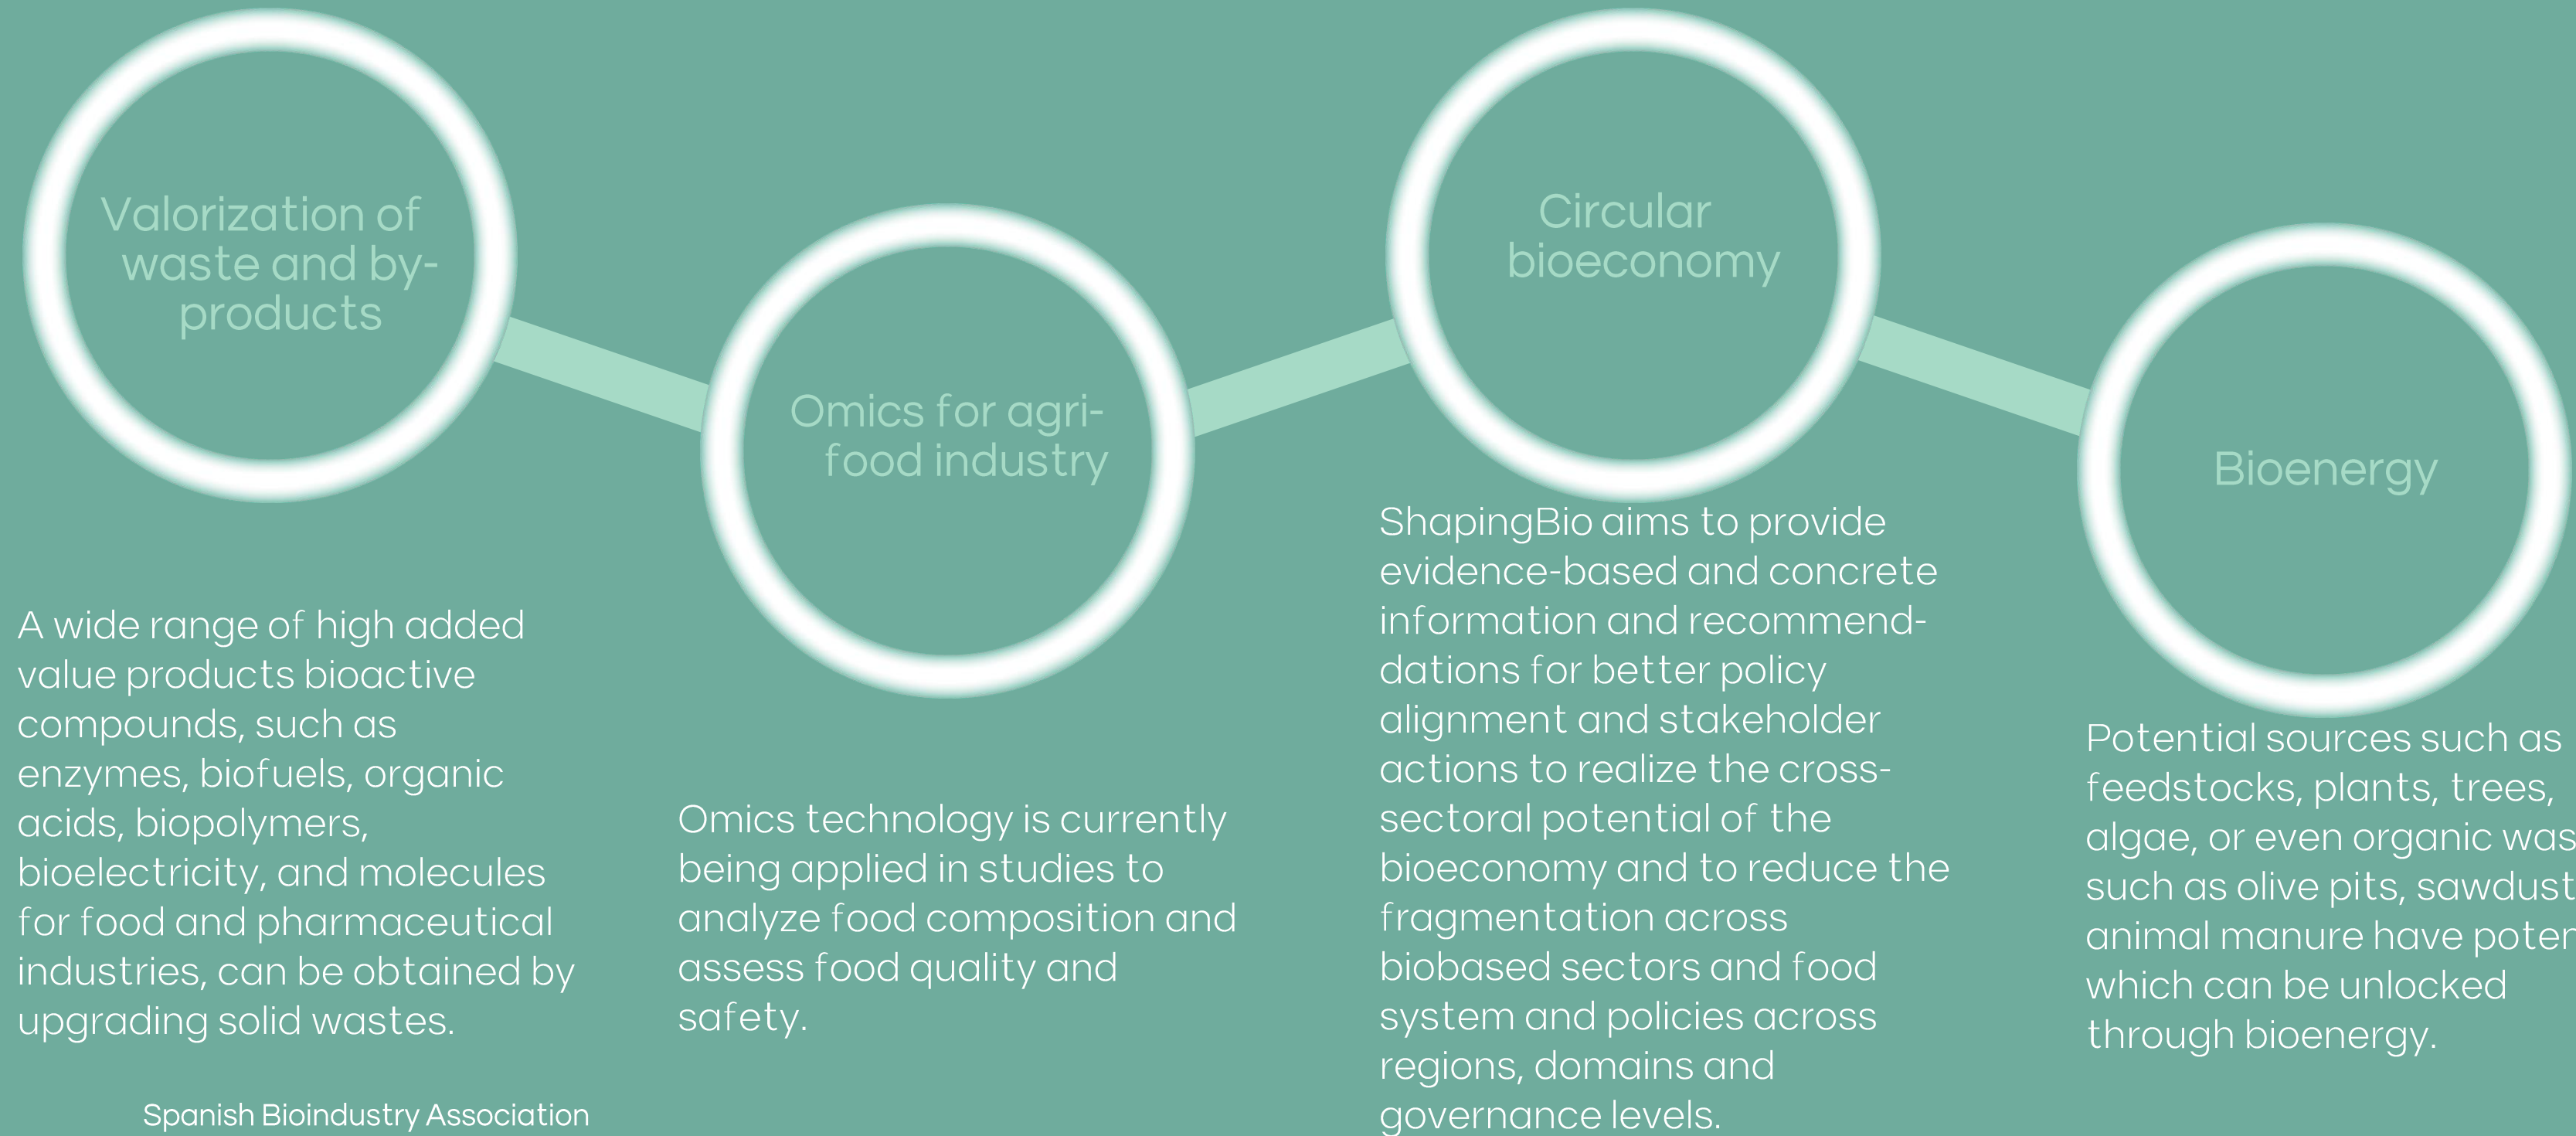 Valorization of
waste and by-
products
A wide range of high added
value products bioactive
compounds, such as
enzymes, biofuels, organic
acids, biopolymers,
bioelectricity, and molecules
for food and pharmaceutical
industries, can be obtained by
upgrading solid wastes.
Omics for agri-
food industry
Omics technology is currently
being applied in studies to
analyze food composition and
assess food quality and
safety.
Circular
bioeconomy
ShapingBio aims to provide
evidence-based and concrete
information and recommend-
dations for better policy
alignment and stakeholder
actions to realize the cross-
sectoral potential of the
bioeconomy and to reduce the
fragmentation across
biobased sectors and food
system and policies across
regions, domains and
governance levels.
Bioenergy
Potential sources such as
feedstocks, plants, trees,
algae, or even organic
such as olive pits, sawdust
animal manure have
which can be unlocked
through bioenergy.
Spanish Bioindustry Association